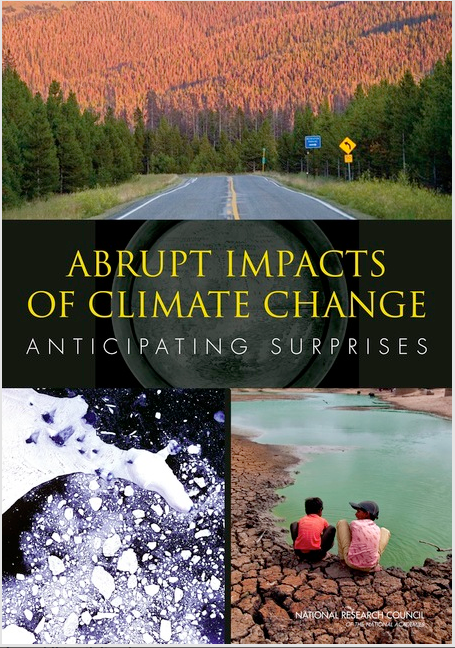 ABRUPT IMPACTS
OF CLIMATE CHANGE
ANTICIPATING SURPRISES
NATIONAL RESEARCH COUNCIL
OF THE NATIONAL ACADEMIES